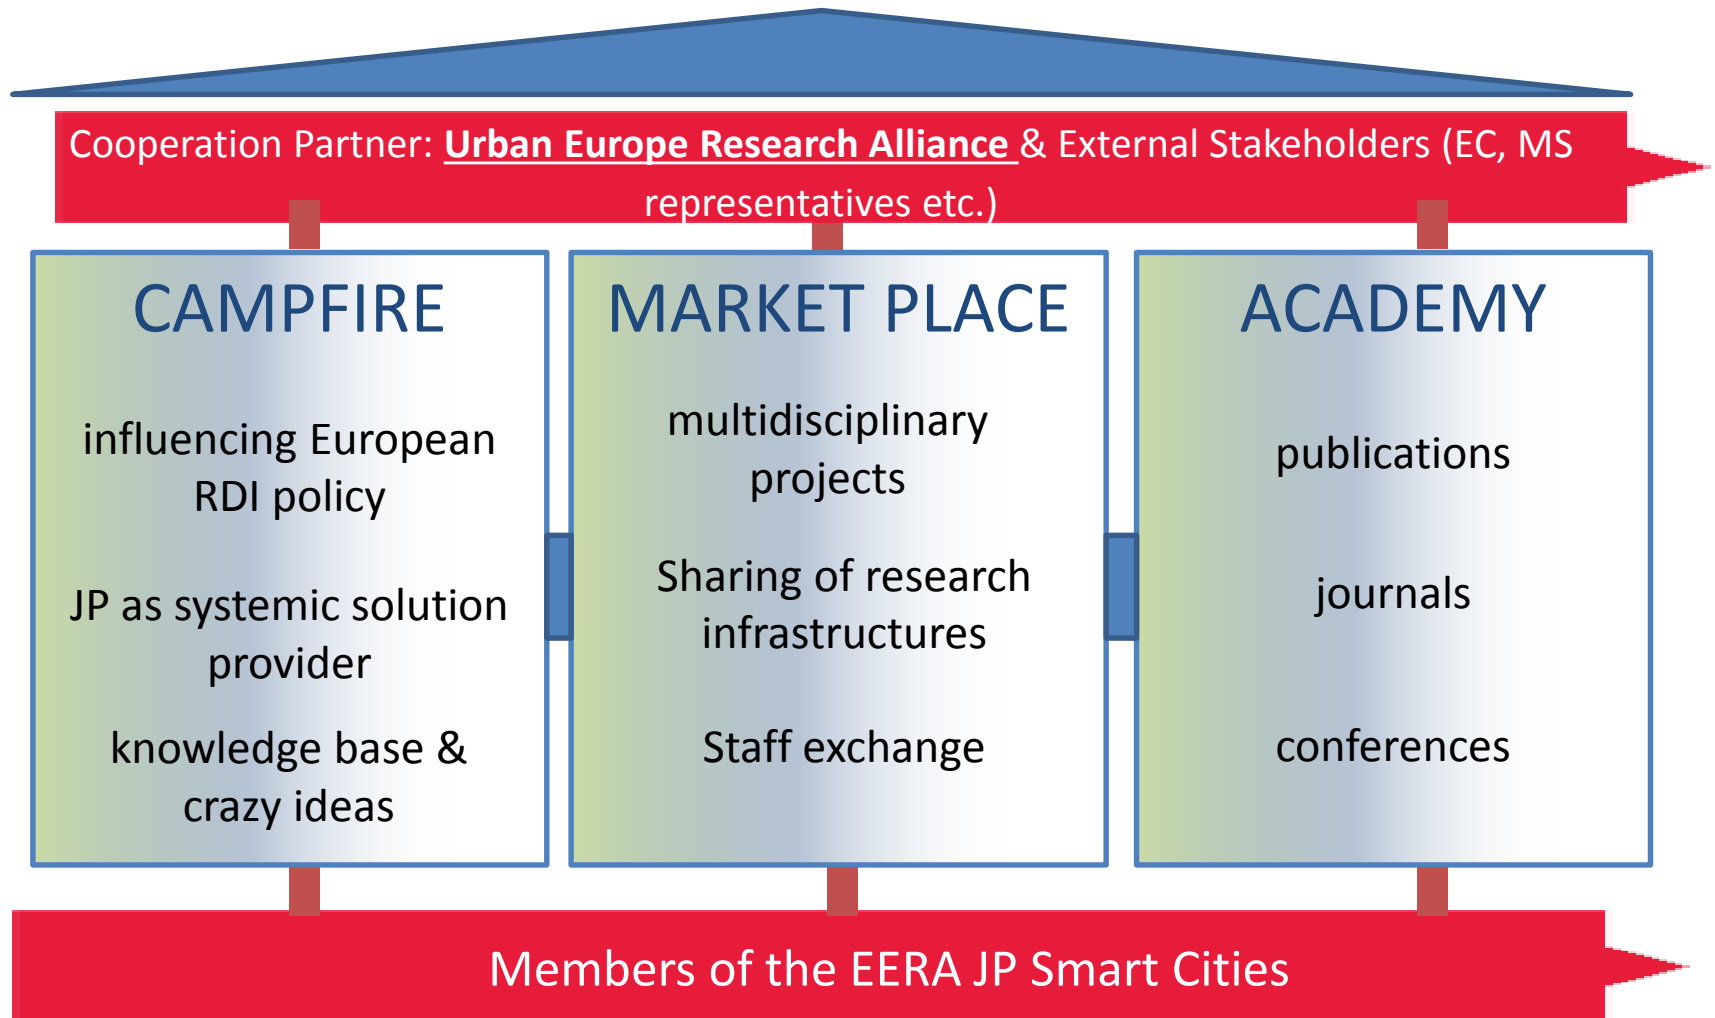 Cooperation Partner: Urban Europe Research Alliance & External Stakeholders (EC, MS
representatives etc.)
CAMPFIRE
influencing European
RDI policy
JP as systemic solution
provider
knowledge base &
crazy ideas
MARKET PLACE
multidisciplinary
projects
Sharing of research
infrastructures
Staff exchange
ACADEMY
publications
journals
conferences
Members of the EERA JP Smart Cities